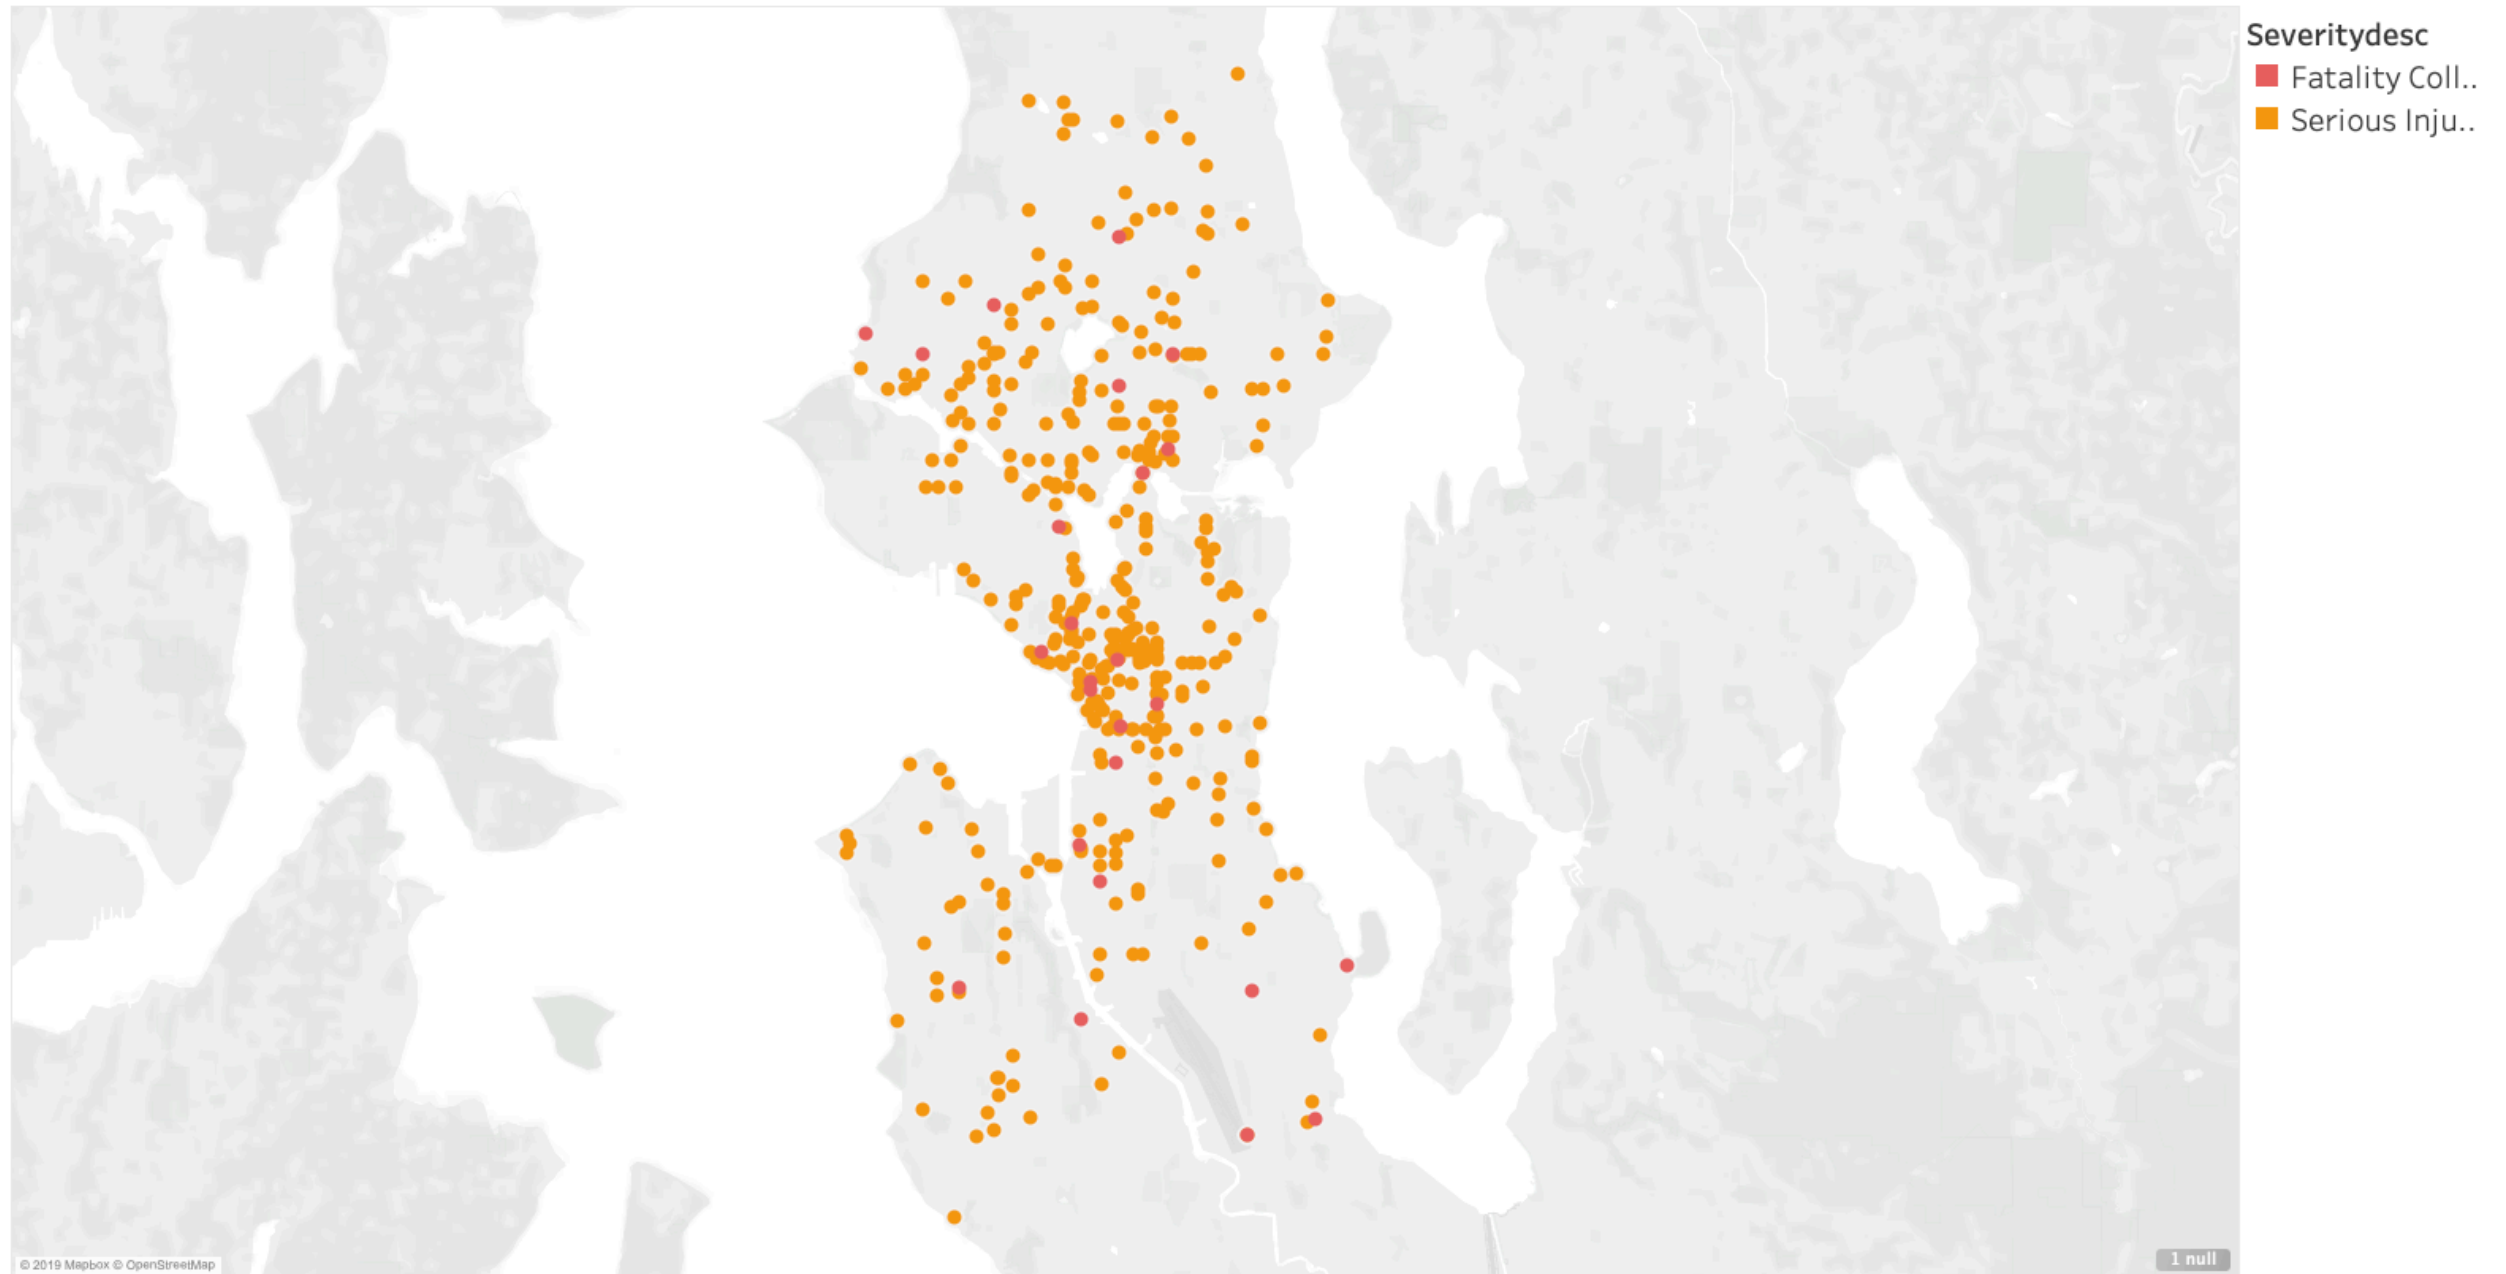 Severitydesc
Fatality Coll..
Serious Inju..
© 2019 Mapbox © OpenStreetMap
1 null